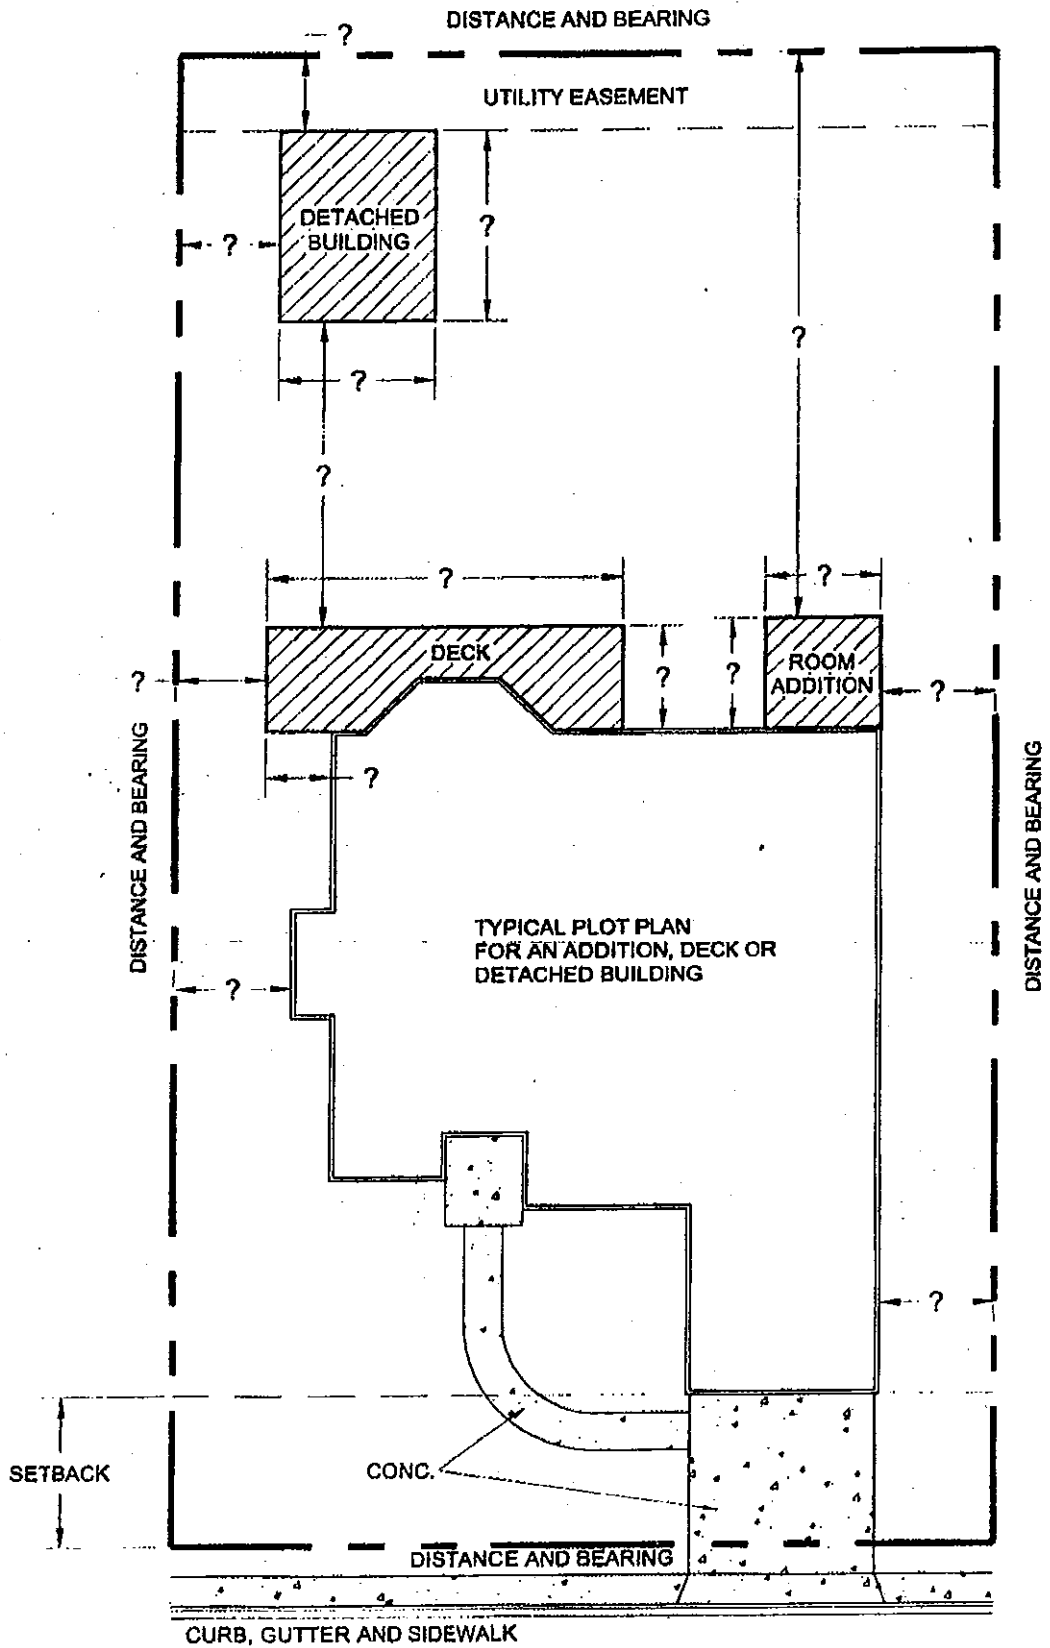 DISTANCE AND BEARING
?
UTILITY EASEMENT
DETACHED
BUILDING
?
?
?
?
?
?
?
DECK
?
?
ROOM
ADDITION
?
?
?
DISTANCE AND BEARING
DISTANCE AND BEARING
TYPICAL PLOT PLAN
FOR AN ADDITION, DECK OR
DETACHED BUILDING
?
?
SETBACK
CONC.
DISTANCE AND BEARING
CURB, GUTTER AND SIDEWALK